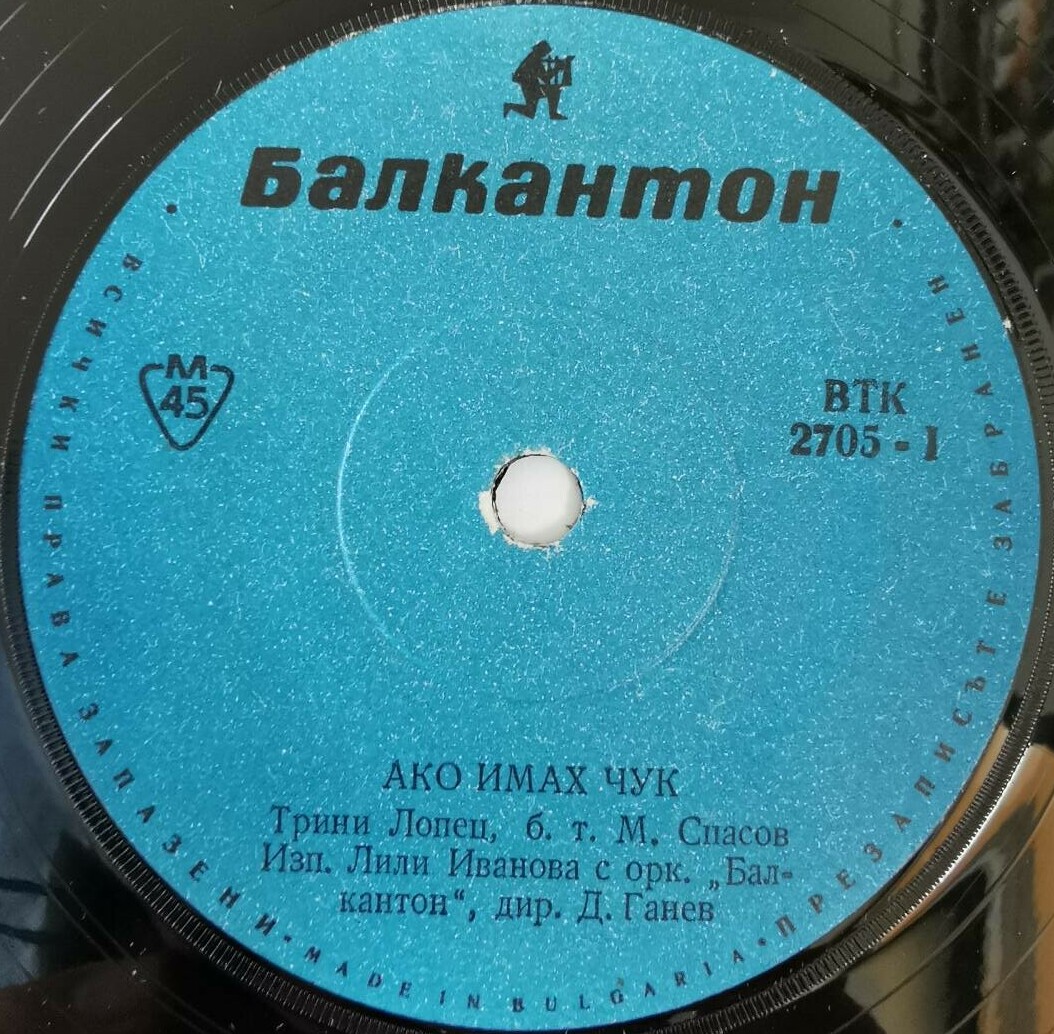 Балкантон
М
45
ВТК
2705 - I
АКО ИМАХ ЧУК
Трини Лопец, б. т. М. Спасов
Изп. Лили Иванова с орк. „Бал-
кантон“, дир. Д. Ганев
• ВСИЧКИ ПРАВА ЗАПАЗЕНИ • MADE IN BULGARIA • ПРЕЗАПИСЪТ Е ЗАБРАНЕН •